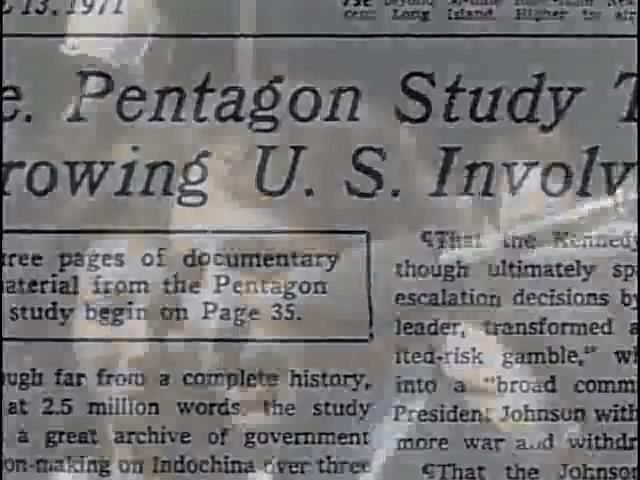 13, 1971
Long Island. Higher
e. Pentagon Study T
rowing U. S. Involv
ree pages of documentary
aterial from the Pentagon
study begin on Page 35.
ugh far from a complete history,
at 2.5 million words, the study
a great archive of government
on-making on Indochina over three
¶That the Kenned
though ultimately sp
escalation decisions b
leader, transformed a
ited-risk gamble," w
into a "broad comm
President Johnson with
more war and withdr
¶That the Johnson